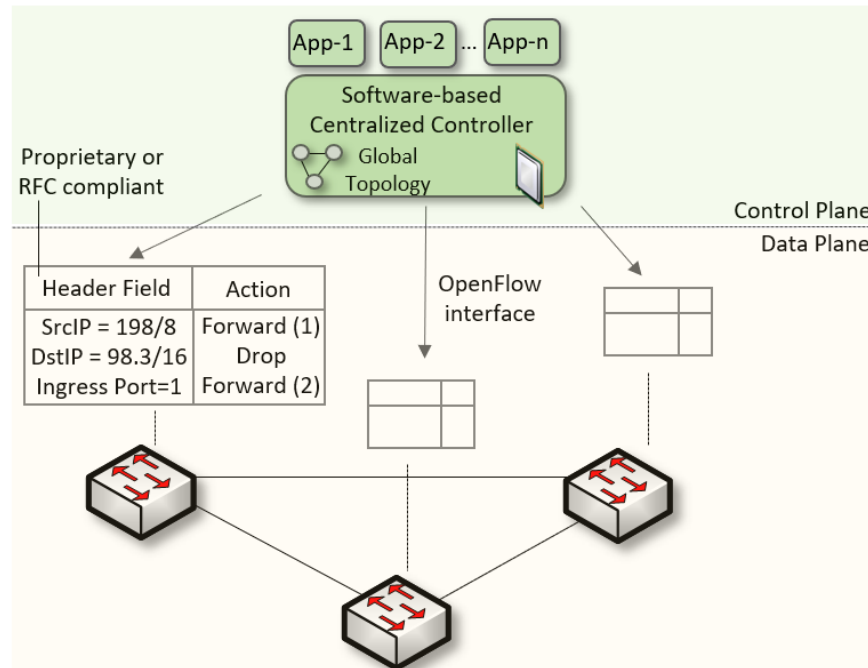 App-1 App-2 ... App-n
Software-based
Centralized Controller
Global
Topology
Proprietary or
RFC compliant
Control Plane
Data Plane
OpenFlow
interface
Header Field Action
SrcIP = 198/8 Forward (1)
DstIP = 98.3/16 Drop
Ingress Port=1 Forward (2)